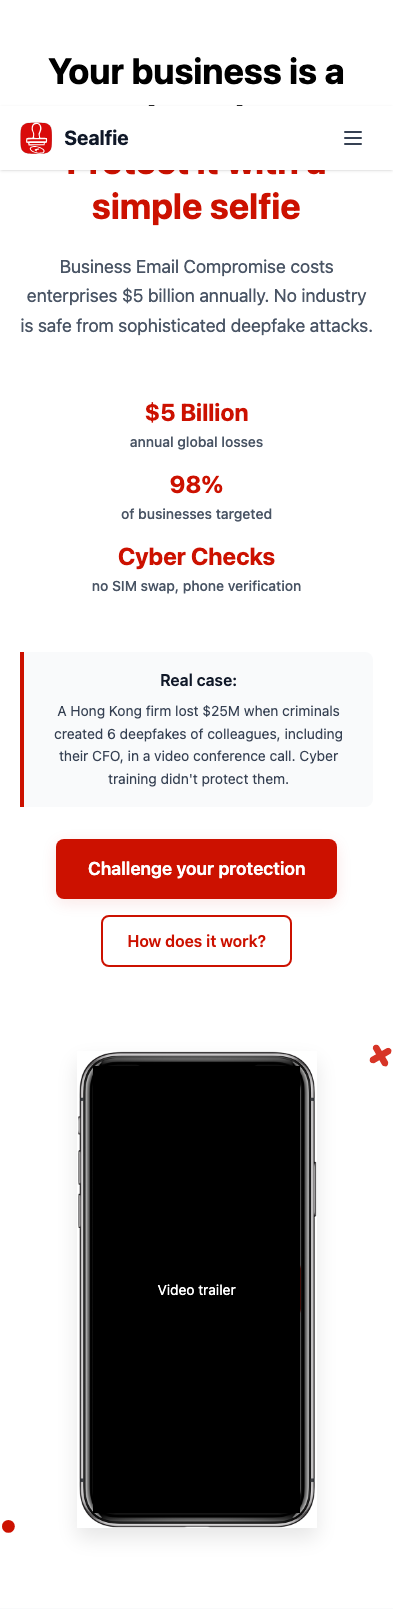 Your business is a
Sealfie
simple selfie
Business Email Compromise costs
enterprises $5 billion annually. No industry
is safe from sophisticated deepfake attacks.
$5 Billion
annual global losses
98%
of businesses targeted
Cyber Checks
no SIM swap, phone verification
Real case:
A Hong Kong firm lost $25M when criminals
created 6 deepfakes of colleagues, including
their CFO, in a video conference call. Cyber
training didn't protect them.
Challenge your protection
How does it work?
Video trailer